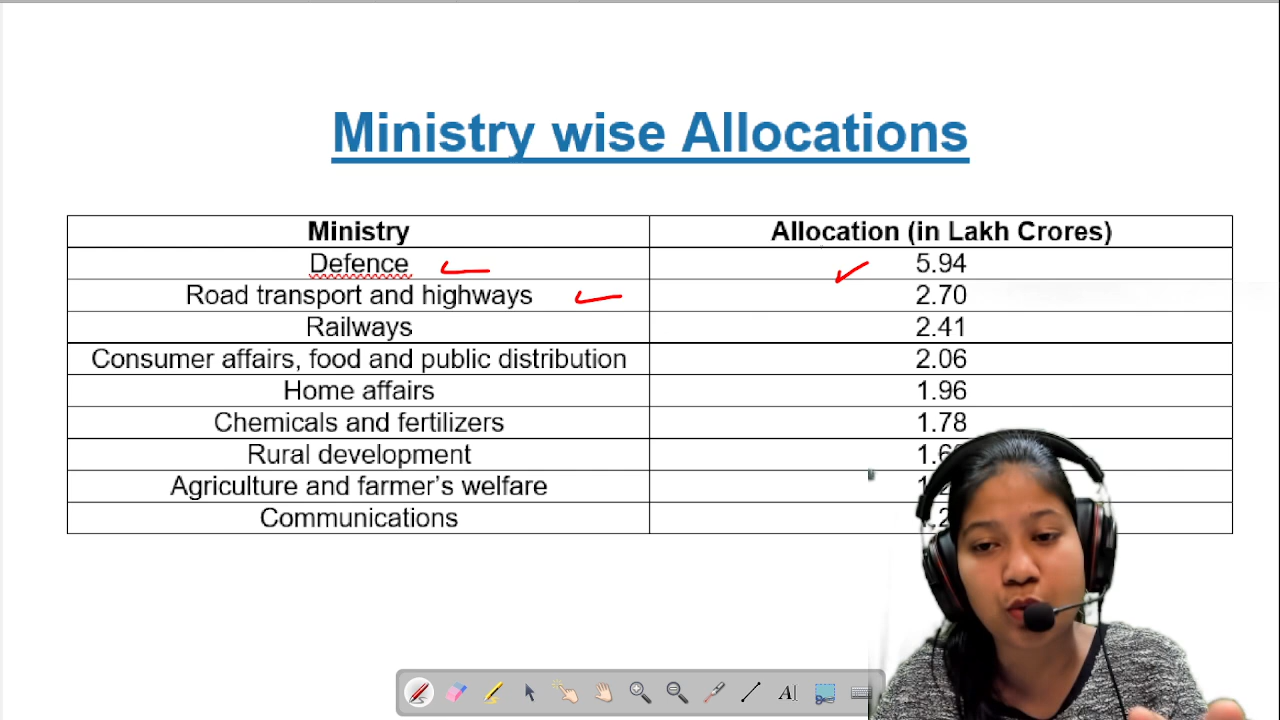 Ministry wise Allocations
Ministry Allocation (in Lakh Crores)
Defence 5.94
Road transport and highways 2.70
Railways 2.41
Consumer affairs, food and public distribution 2.06
Home affairs 1.96
Chemicals and fertilizers 1.78
Rural development
Agriculture and farmer’s welfare
Communications
A